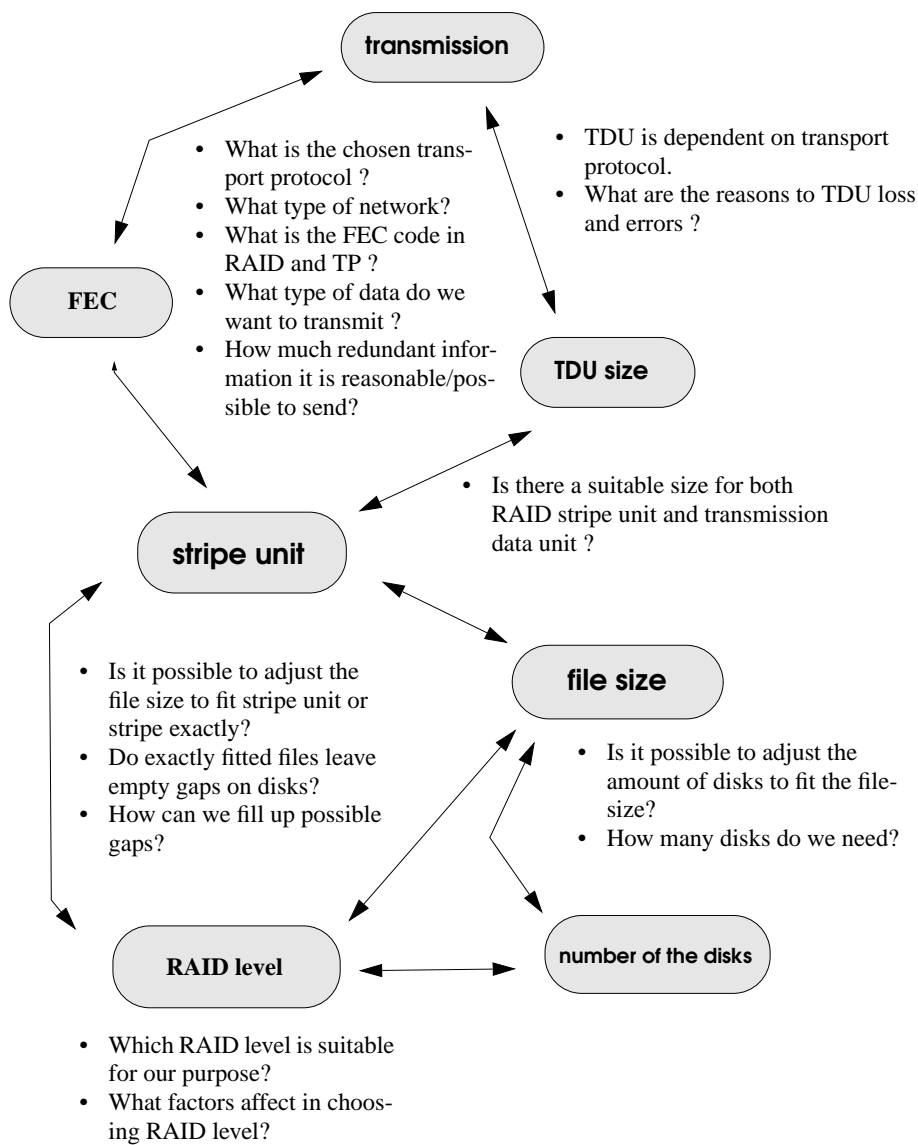 transmission
• What is the chosen trans-
port protocol ?
• What type of network?
• What is the FEC code in
RAID and TP ?
• What type of data do we
want to transmit ?
• How much redundant infor-
mation it is reasonable/pos-
sible to send?
• TDU is dependent on transport
protocol.
• What are the reasons to TDU loss
and errors ?
FEC
TDU size
• Is there a suitable size for both
RAID stripe unit and transmission
data unit ?
stripe unit
• Is it possible to adjust the
file size to fit stripe unit or
stripe exactly?
• Do exactly fitted files leave
empty gaps on disks?
• How can we fill up possible
gaps?
file size
• Is it possible to adjust the
amount of disks to fit the file-
size?
• How many disks do we need?
RAID level
number of the disks
• Which RAID level is suitable
for our purpose?
• What factors affect in choos-
ing RAID level?